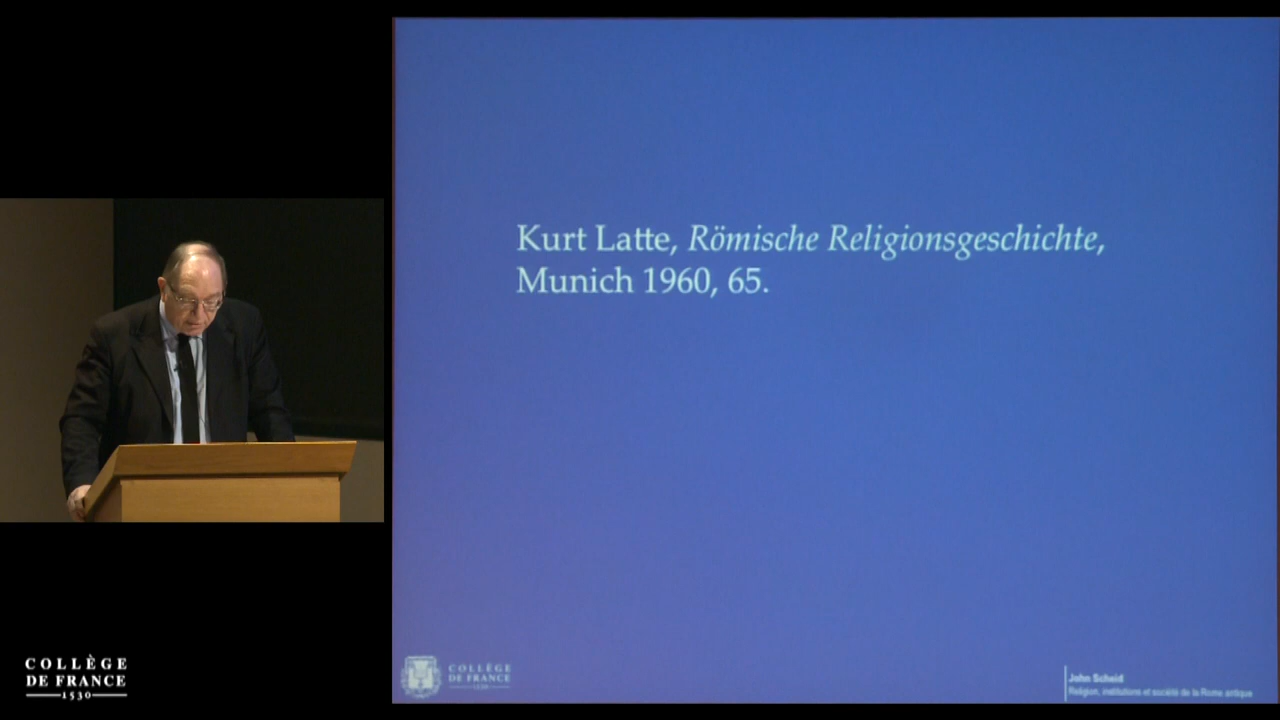 Kurt Latte, Römische Religionsgeschichte,
Munich 1960, 65.
COLLÈGE
DE FRANCE
1530
COLLÈGE
DE FRANCE
1530
John Scheid
Religion, institutions et société de la Rome antique